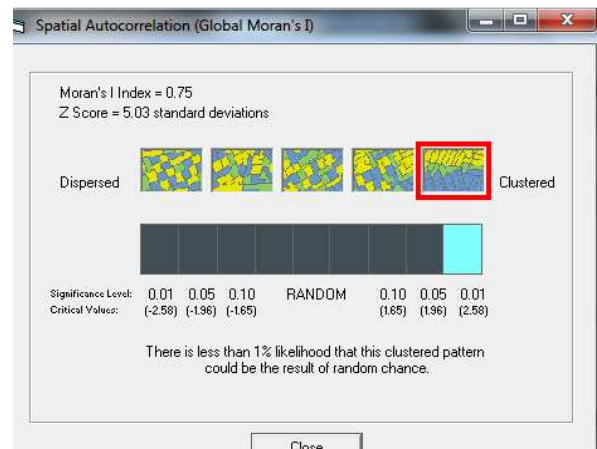 Spatial Autocorrelation (Global Moran's I)
Moran's I Index = 0.75
Z Score = 5.03 standard deviations
Dispersed
Clustered
Significance Level: 0.01 0.05 0.10 RANDOM 0.10 0.05 0.01
Critical Values: (-2.58) (-1.96) (-1.65) (1.65) (1.96) (2.58)
There is less than 1% likelihood that this clustered pattern
could be the result of random chance.
Close